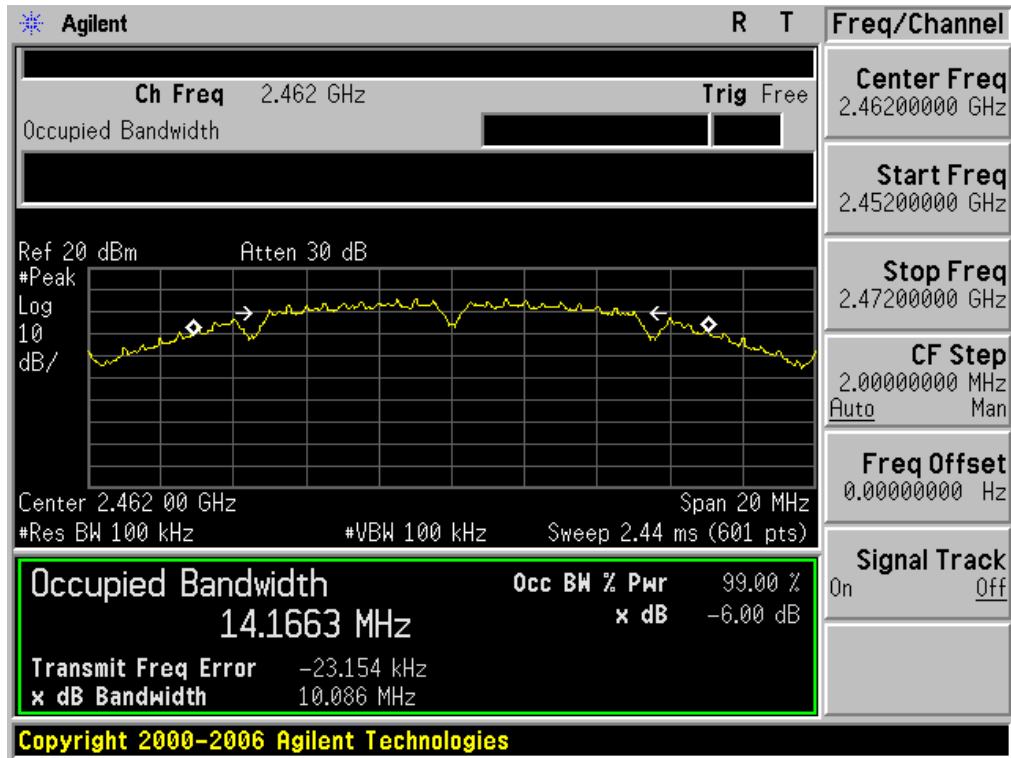 Agilent R T
Freq/Channel
Ch Freq 2.462 GHz Trig Free
Occupied Bandwidth
Center Freq
2.46200000 GHz
Start Freq
2.45200000 GHz
Stop Freq
2.47200000 GHz
CF Step
2.00000000 MHz
Auto Man
Freq Offset
0.00000000 Hz
Signal Track
On Off
Ref 20 dBm Atten 30 dB
#Peak
Log
10
dB/
Center 2.462 00 GHz Span 20 MHz
#Res BW 100 kHz #VBW 100 kHz Sweep 2.44 ms (601 pts)
Occupied Bandwidth
14.1663 MHz
Occ BW % Pwr 99.00 %
x dB -6.00 dB
Transmit Freq Error -23.154 kHz
x dB Bandwidth 10.086 MHz
Copyright 2000-2006 Agilent Technologies